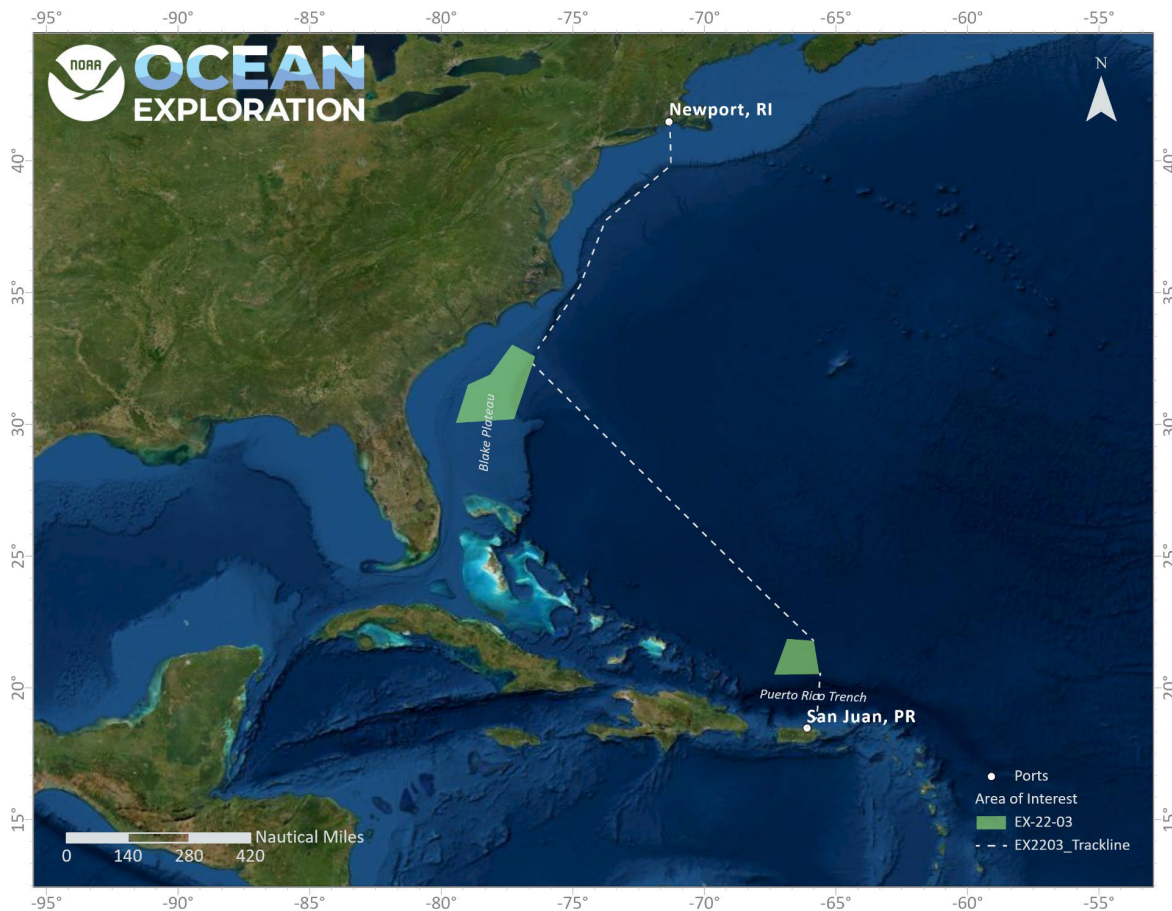 -95° -90° -85° -80° -75° -70° -65° -60° -55°
NOAA
OCEAN
EXPLORATION
N
Newport, RI
40° 40°
35° 35°
30° 30°
Blake Plateau
25° 25°
20° 20°
Puerto Rico Trench
San Juan, PR
15° 15°
Ports
Area of Interest
EX-22-03
EX2203_Trackline
Nautical Miles
0 140 280 420
-95° -90° -85° -80° -75° -70° -65° -60° -55°